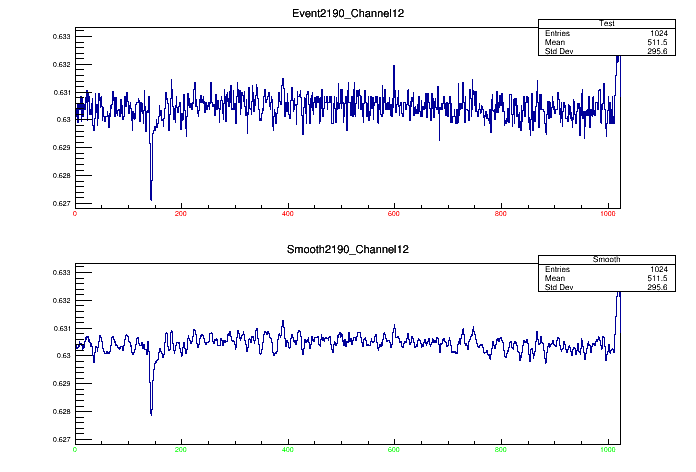 Event2190_Channel12
Test
Entries 1024
Mean 511.5
Std Dev 295.6
0.633
0.632
0.631
0.63
0.629
0.628
0.627
0 200 400 600 800 1000
Smooth2190_Channel12
Smooth
Entries 1024
Mean 511.5
Std Dev 295.6
0.633
0.632
0.631
0.63
0.629
0.628
0.627
0 200 400 600 800 1000